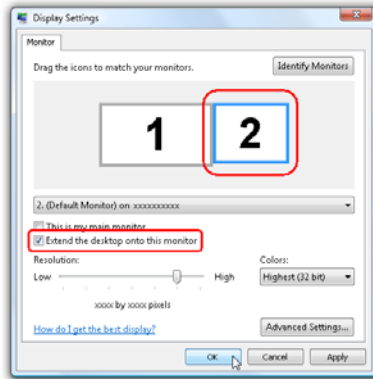 Display Settings
Monitor
Drag the icons to match your monitors.
Identify Monitors
1 2
2. (Default Monitor) on xxxxxxxxxx
This is my main monitor
Extend the desktop onto this monitor
Resolution: Colors:
Low High Highest (32 bit)
xxxx by xxxx pixels
How do I get the best display? Advanced Settings...
OK Cancel Apply